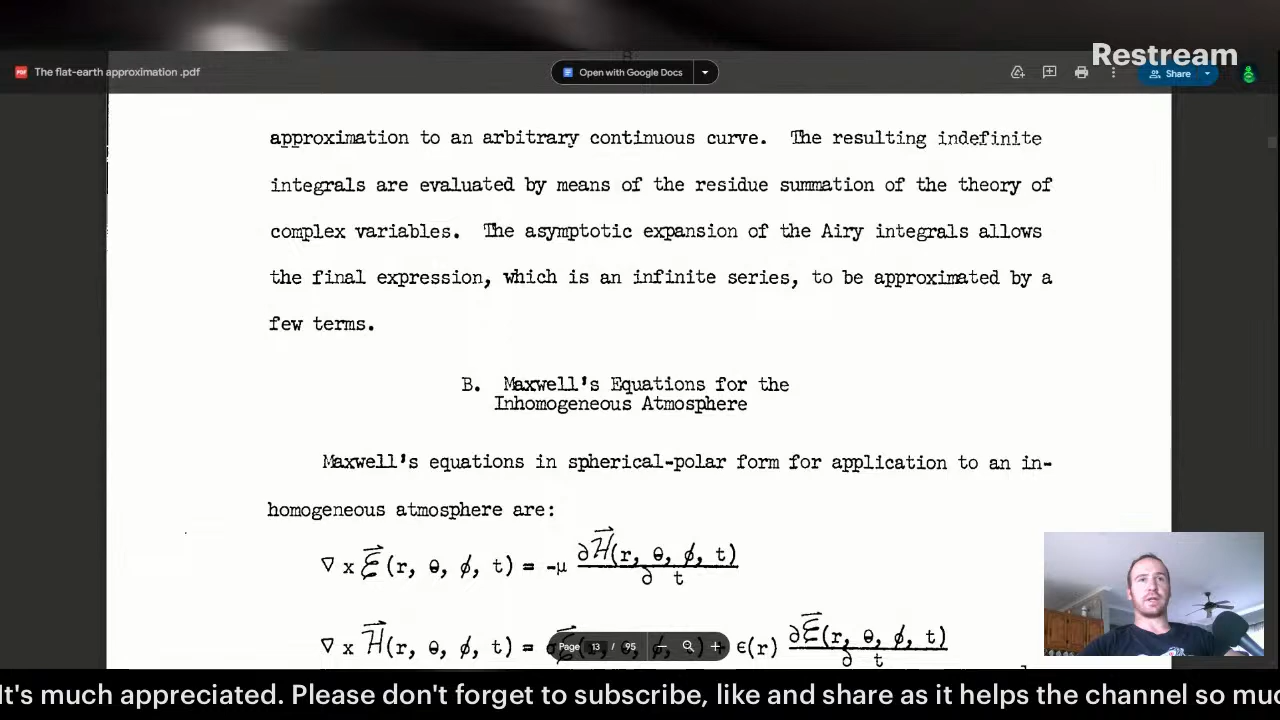 Restream
The flat-earth approximation .pdf
Open with Google Docs
Share
approximation to an arbitrary continuous curve. The resulting indefinite
integrals are evaluated by means of the residue summation of the theory of
complex variables. The asymptotic expansion of the Airy integrals allows
the final expression, which is an infinite series, to be approximated by a
few terms.
B. Maxwell's Equations for the
Inhomogeneous Atmosphere
Maxwell's equations in spherical-polar form for application to an in-
homogeneous atmosphere are:
∇ x ℰ⃗(r, θ, ϕ, t) = -μ ∂ℋ⃗(r, θ, ϕ, t) / ∂ t
∇ x ℋ⃗(r, θ, ϕ, t) = ϵ(r) ∂ℰ⃗(r, θ, ϕ, t) / ∂ t
Page 13 / 95
It's much appreciated. Please don't forget to subscribe, like and share as it helps the channel so muc